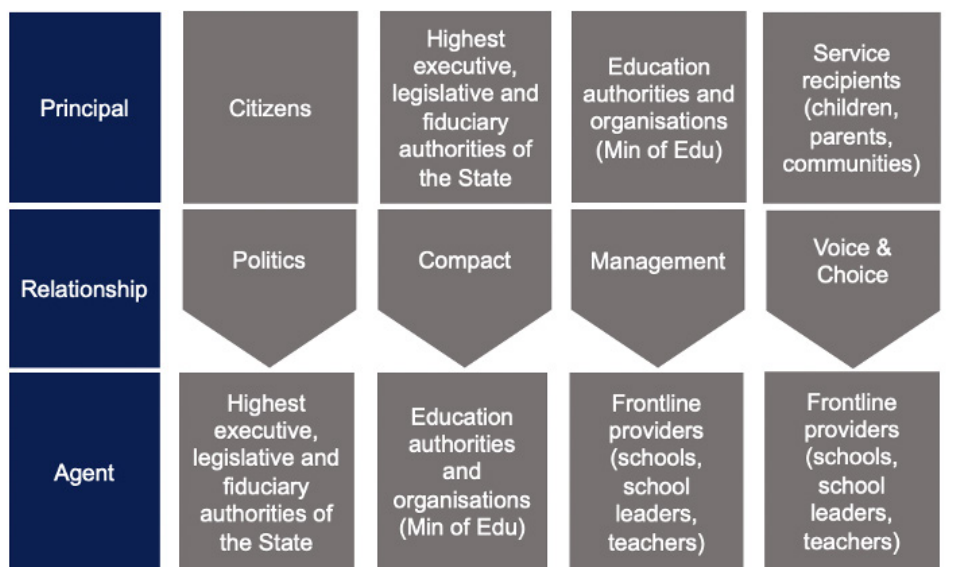 Principal
Citizens
Highest
executive,
legislative and
fiduciary
authorities of
the State
Education
authorities and
organisations
(Min of Edu)
Service
recipients
(children,
parents,
communities)
Relationship
Politics
Compact
Management
Voice &
Choice
Agent
Highest
executive,
legislative and
fiduciary
authorities of
the State
Education
authorities
and
organisations
(Min of Edu)
Frontline
providers
(schools,
school
leaders,
teachers)
Frontline
providers
(schools,
school
leaders,
teachers)